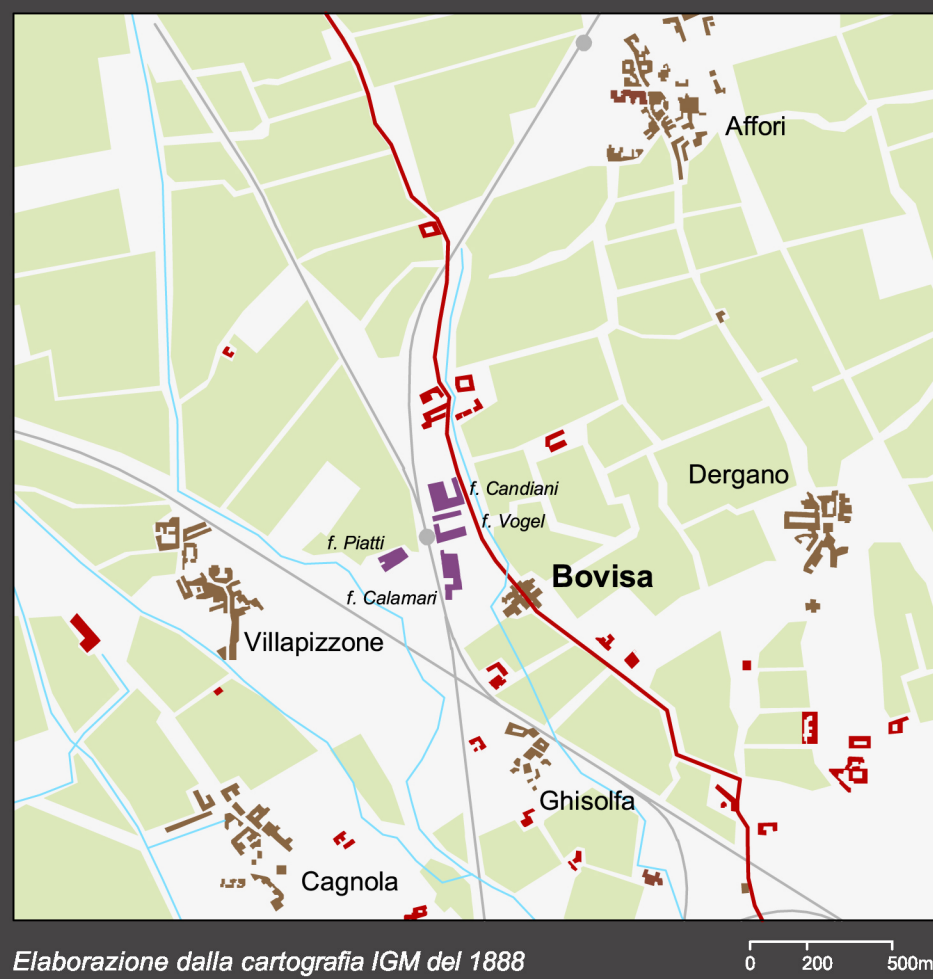 Affori
Dergano
f. Candiani
f. Vogel
f. Piatti
Bovisa
f. Calamari
Villapizzone
Ghisolfa
Cagnola
Elaborazione dalla cartografia IGM del 1888
0 200 500m